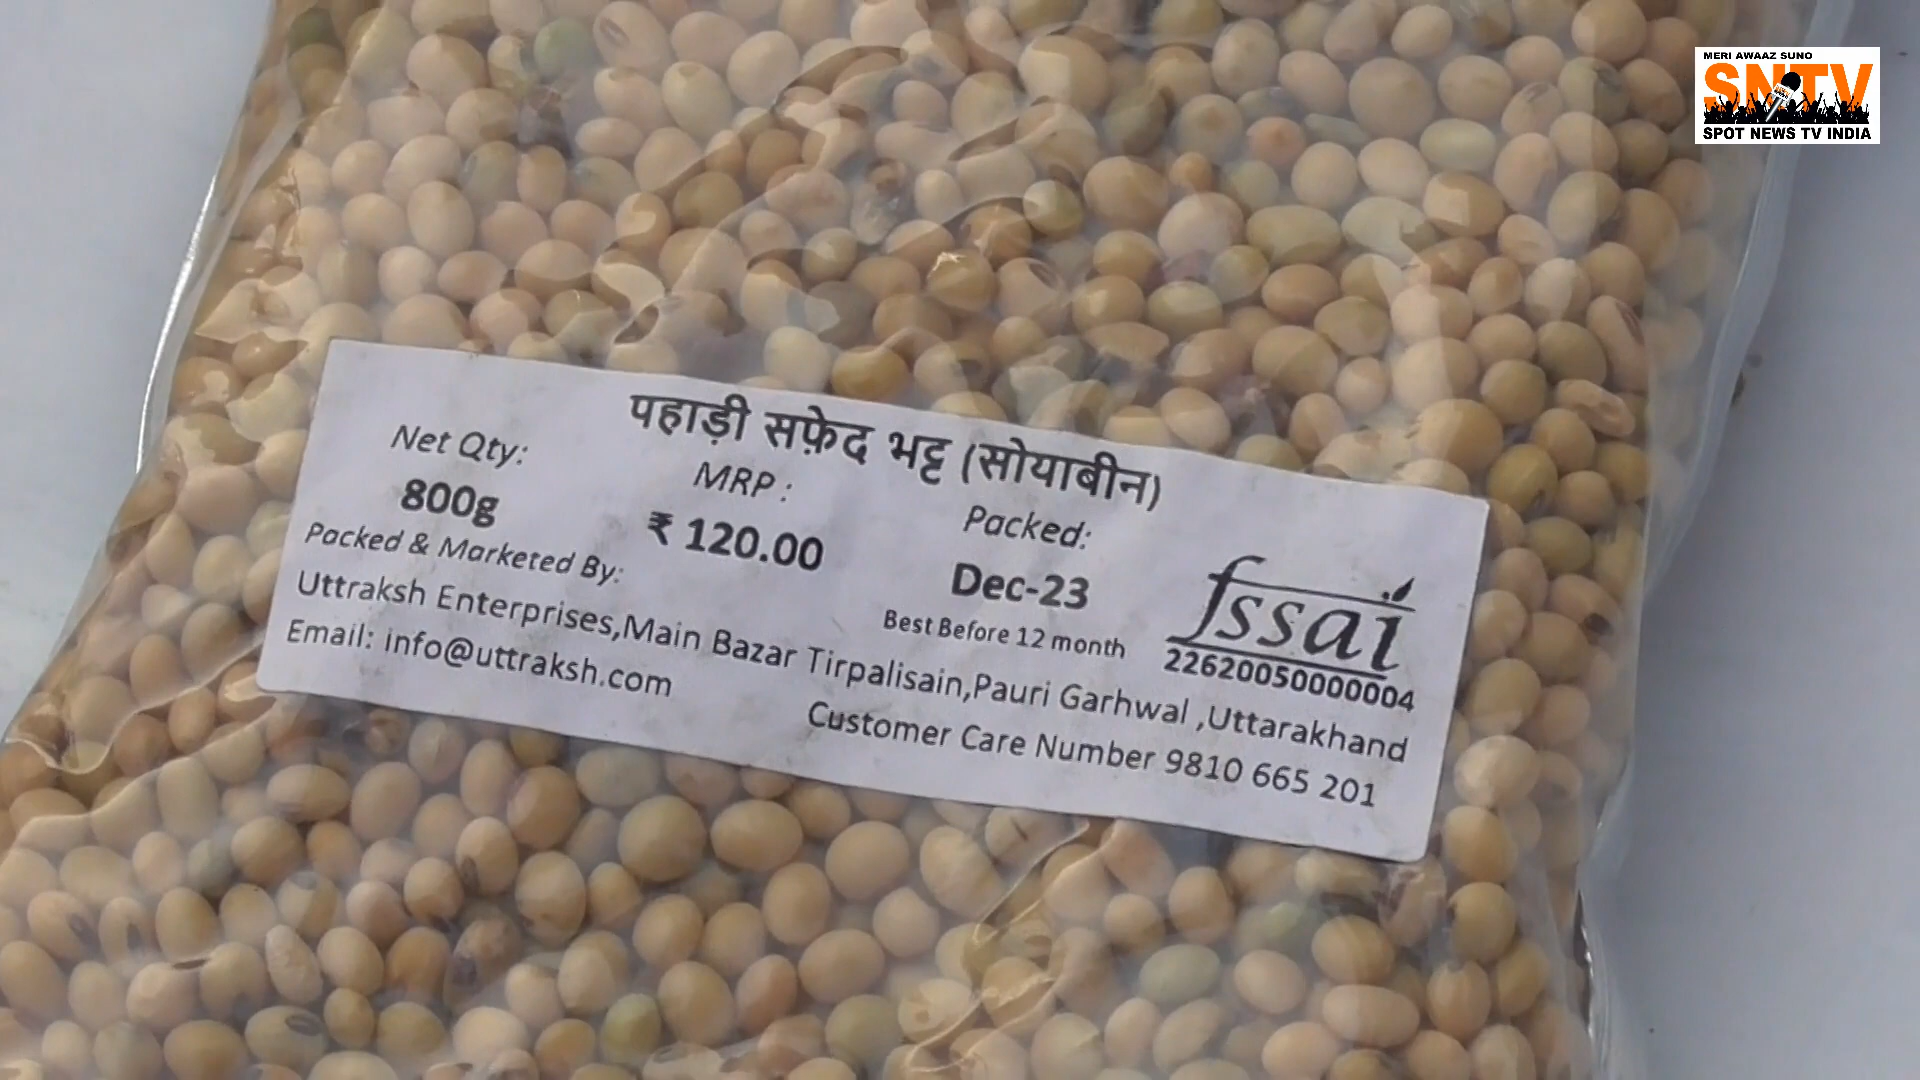 MERI AWAAZ SUNO
SNTV
SPOT NEWS TV INDIA
पहाड़ी सफ़ेद भट्ट (सोयाबीन)
Net Qty:
800g
MRP :
₹ 120.00
Packed:
Dec-23
Best Before 12 month
fssai
22620050000004
Packed & Marketed By:
Uttraksh Enterprises,Main Bazar Tirpalisain,Pauri Garhwal ,Uttarakhand
Email: info@uttraksh.com
Customer Care Number 9810 665 201